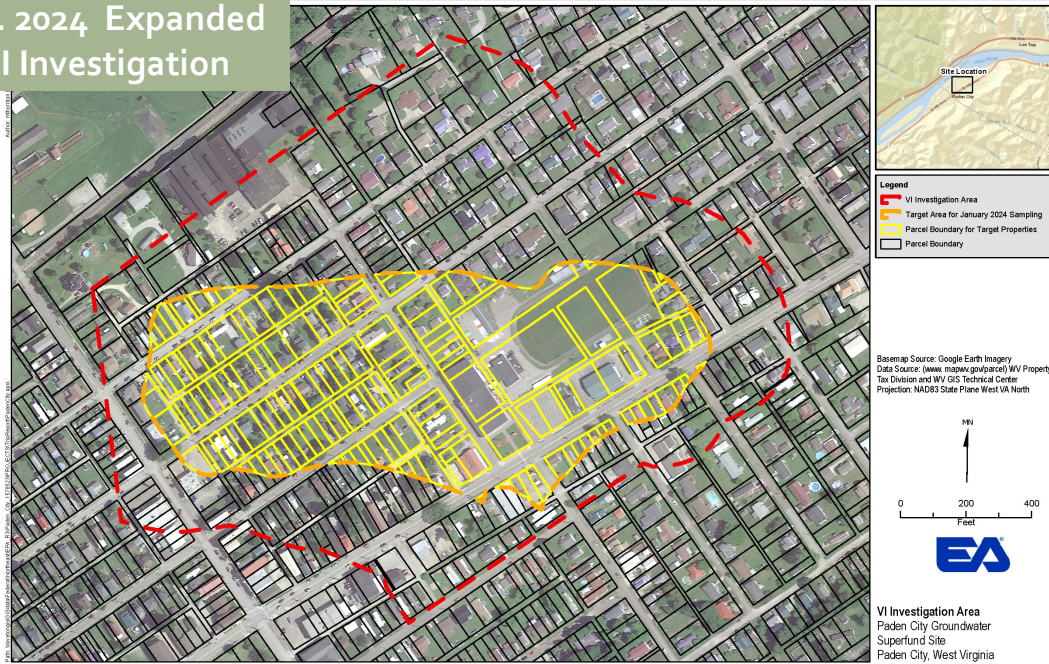 . 2024 Expanded
I Investigation
Site Location
Paden City
Legend
VI Investigation Area
Target Area for January 2024 Sampling
Parcel Boundary for Target Properties
Parcel Boundary
Basemap Source: Google Earth Imagery
Data Source: (www. mapwv.gov/parcel) WV Property
Tax Division and WV GIS Technical Center
Projection: NAD83 State Plane West VA North
MN
0 200 400
Feet
EA®
VI Investigation Area
Paden City Groundwater
Superfund Site
Paden City, West Virginia